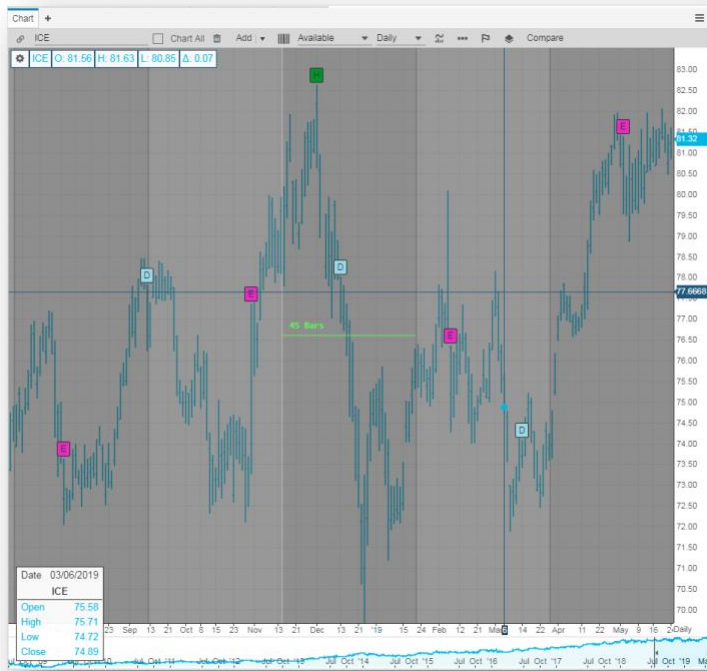 Chart +
ICE Chart All Add Available Daily Compare
ICE O: 81.56 H: 81.63 L: 80.85 Δ: 0.07
H
83.00
82.50
E
82.00
81.50
81.32
81.00
80.50
80.00
79.50
79.00
D
D
78.50
78.00
E
77.6668
77.00
45 Bars
E
76.50
76.00
75.50
75.00
D
74.50
74.00
E
73.50
73.00
72.50
72.00
71.50
71.00
Date 03/06/2019
ICE
Open 75.58
High 75.71
Low 74.72
Close 74.89
70.50
70.00
23 Sep 13 21 Oct 8 15 23 Nov 13 21 Dec 13 21 '19 15 24 Feb 12 21 14 22 Apr 11 22 May 9 16 Daily
Jul Oct '14 Jul Oct '15 Jul Oct '16 Jul Oct '17 Jul Oct '18 Jul Oct '19